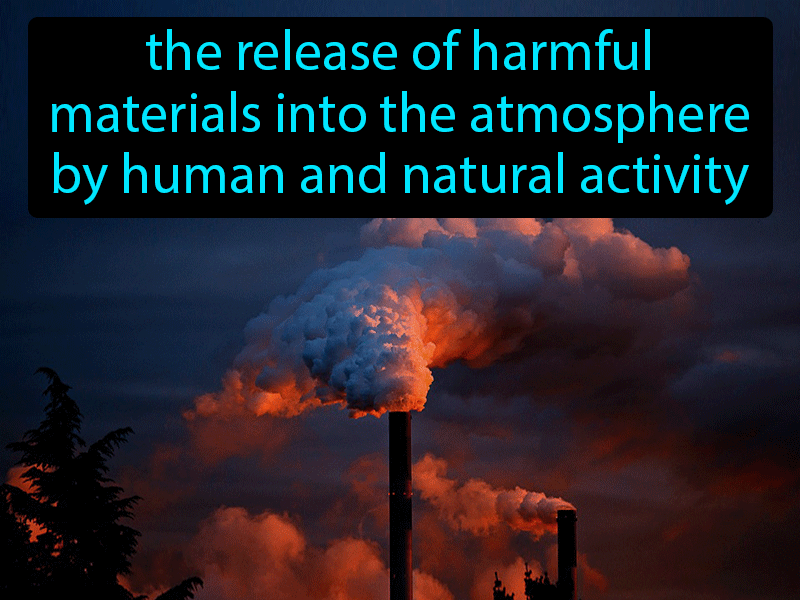 the release of harmful
materials into the atmosphere
by human and natural activity